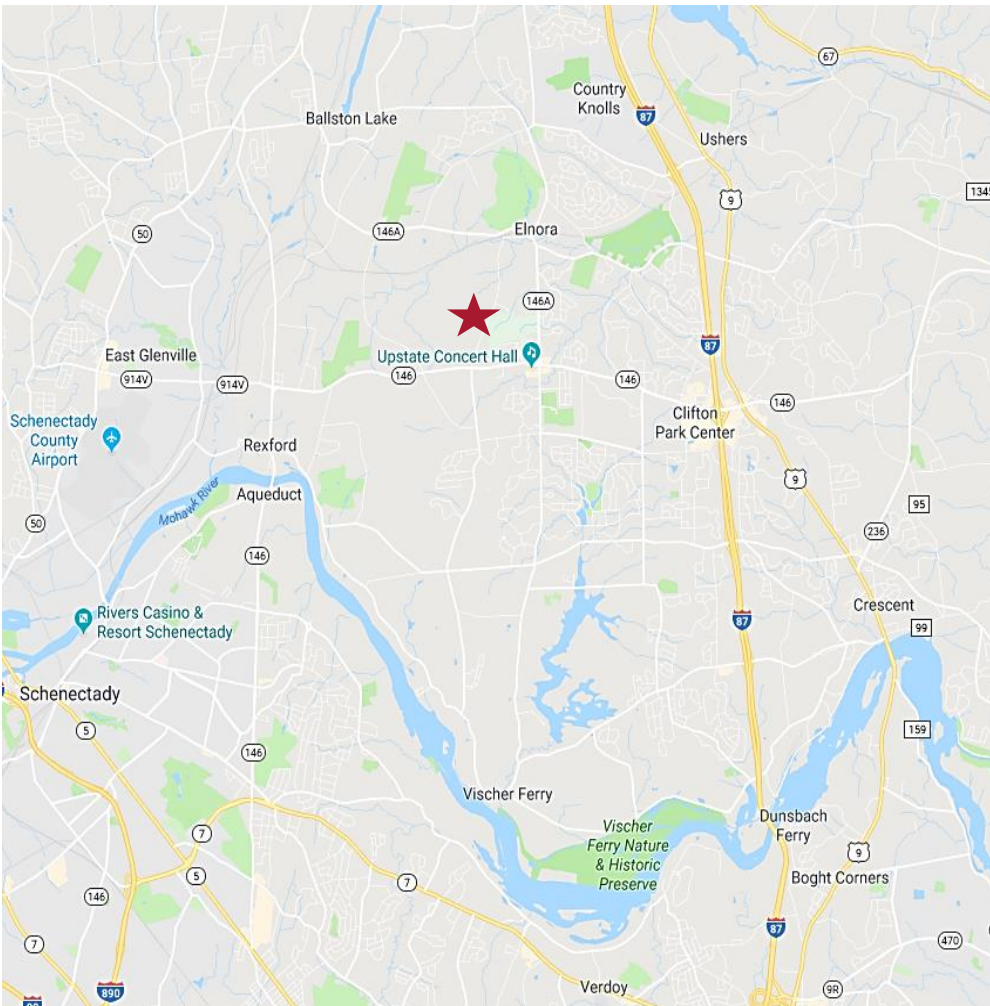 67
Country
Knolls
87
Ballston Lake
Ushers
9
50
146A
Elnora
146A
East Glenville
914V
914V
Upstate Concert Hall
146
146
87
146
Clifton
Park Center
Schenectady
County
Airport
Rexford
Aqueduct
Mohawk River
9
50
95
236
146
Crescent
99
87
Rivers Casino &
Resort Schenectady
Schenectady
5
159
146
Vischer Ferry
Vischer
Ferry Nature
& Historic
Preserve
Dunsbach
Ferry
7
9
5
7
Boght Corners
146
87
7
470
890
Verdoy
9R